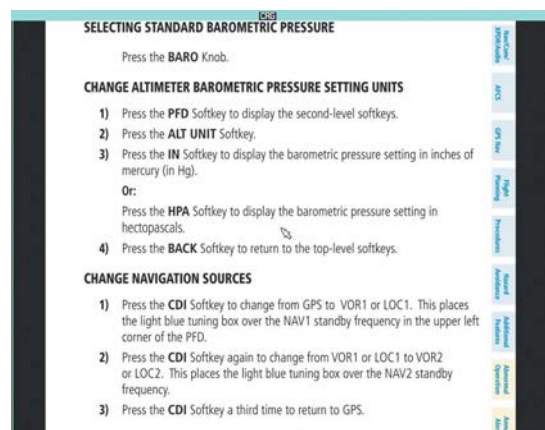 CRG
SELECTING STANDARD BAROMETRIC PRESSURE
Press the BARO Knob.
CHANGE ALTIMETER BAROMETRIC PRESSURE SETTING UNITS
1) Press the PFD Softkey to display the second-level softkeys.
2) Press the ALT UNIT Softkey.
3) Press the IN Softkey to display the barometric pressure setting in inches of
mercury (in Hg).
Or:
Press the HPA Softkey to display the barometric pressure setting in
hectopascals.
4) Press the BACK Softkey to return to the top-level softkeys.
CHANGE NAVIGATION SOURCES
1) Press the CDI Softkey to change from GPS to VOR1 or LOC1. This places
the light blue tuning box over the NAV1 standby frequency in the upper left
corner of the PFD.
2) Press the CDI Softkey again to change from VOR1 or LOC1 to VOR2
or LOC2. This places the light blue tuning box over the NAV2 standby
frequency.
3) Press the CDI Softkey a third time to return to GPS.
Nav/Com/
XPDR/Audio
AFCS
GPS Nav
Flight
Planning
Procedures
Hazard
Avoidance
Additional
Features
Abnormal
Operation